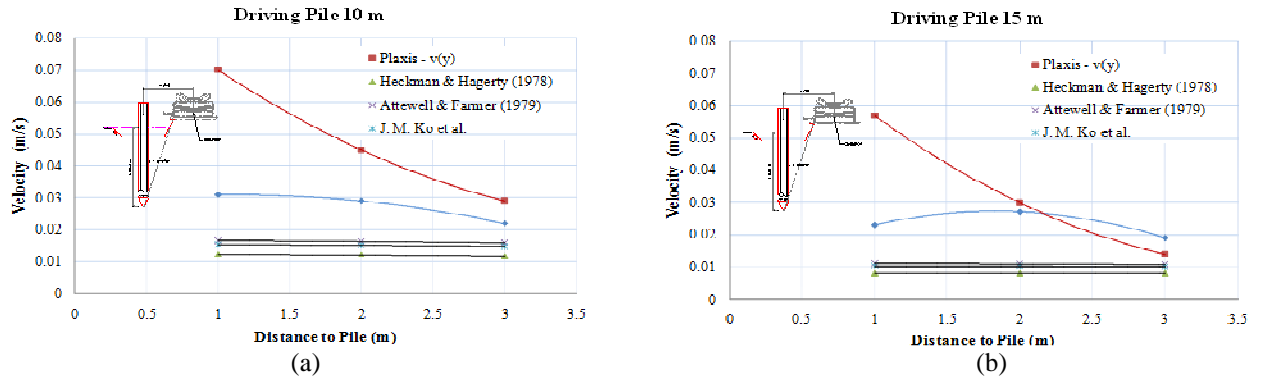 Driving Pile 10 m
0.08
0.07
0.06
0.05
0.04
0.03
0.02
0.01
0
Velocity (m/s)
Plaxis - v(y)
Heckman & Hagerty (1978)
Attewell & Farmer (1979)
J.M. Ko et al.
0 0.5 1 1.5 2 2.5 3 3.5
Distance to Pile (m)
(a)
Driving Pile 15 m
0.08
0.07
0.06
0.05
0.04
0.03
0.02
0.01
0
Velocity (m/s)
Plaxis - v(y)
Heckman & Hagerty (1978)
Attewell & Farmer (1979)
J.M. Ko et al.
0 0.5 1 1.5 2 2.5 3 3.5
Distance to Pile (m)
(b)